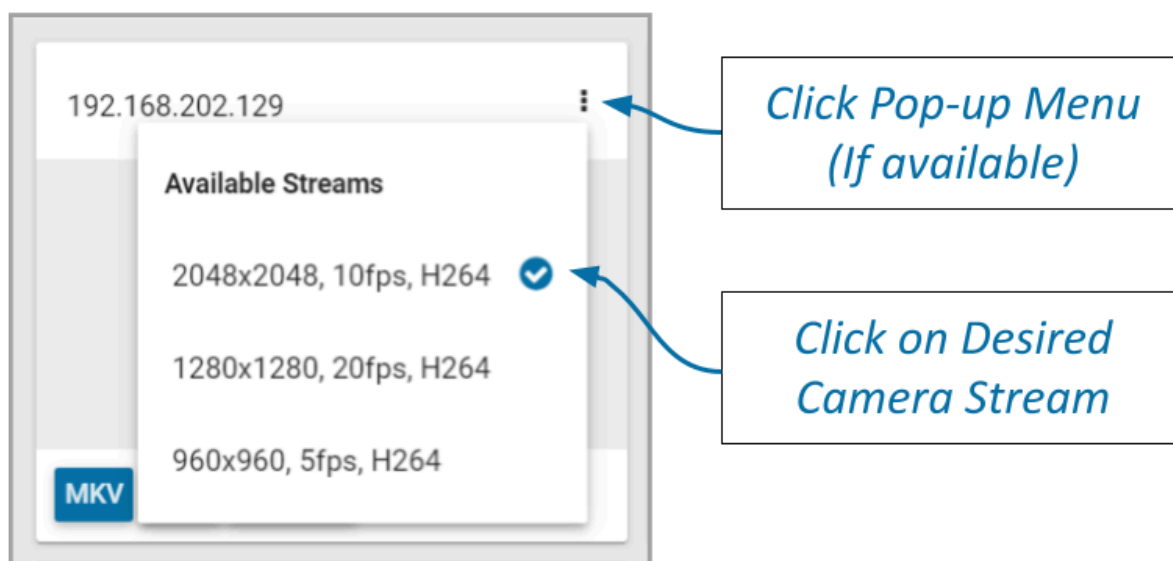 192.168.202.129
Available Streams
2048x2048, 10fps, H264
1280x1280, 20fps, H264
960x960, 5fps, H264
MKV
Click Pop-up Menu
(If available)
Click on Desired
Camera Stream